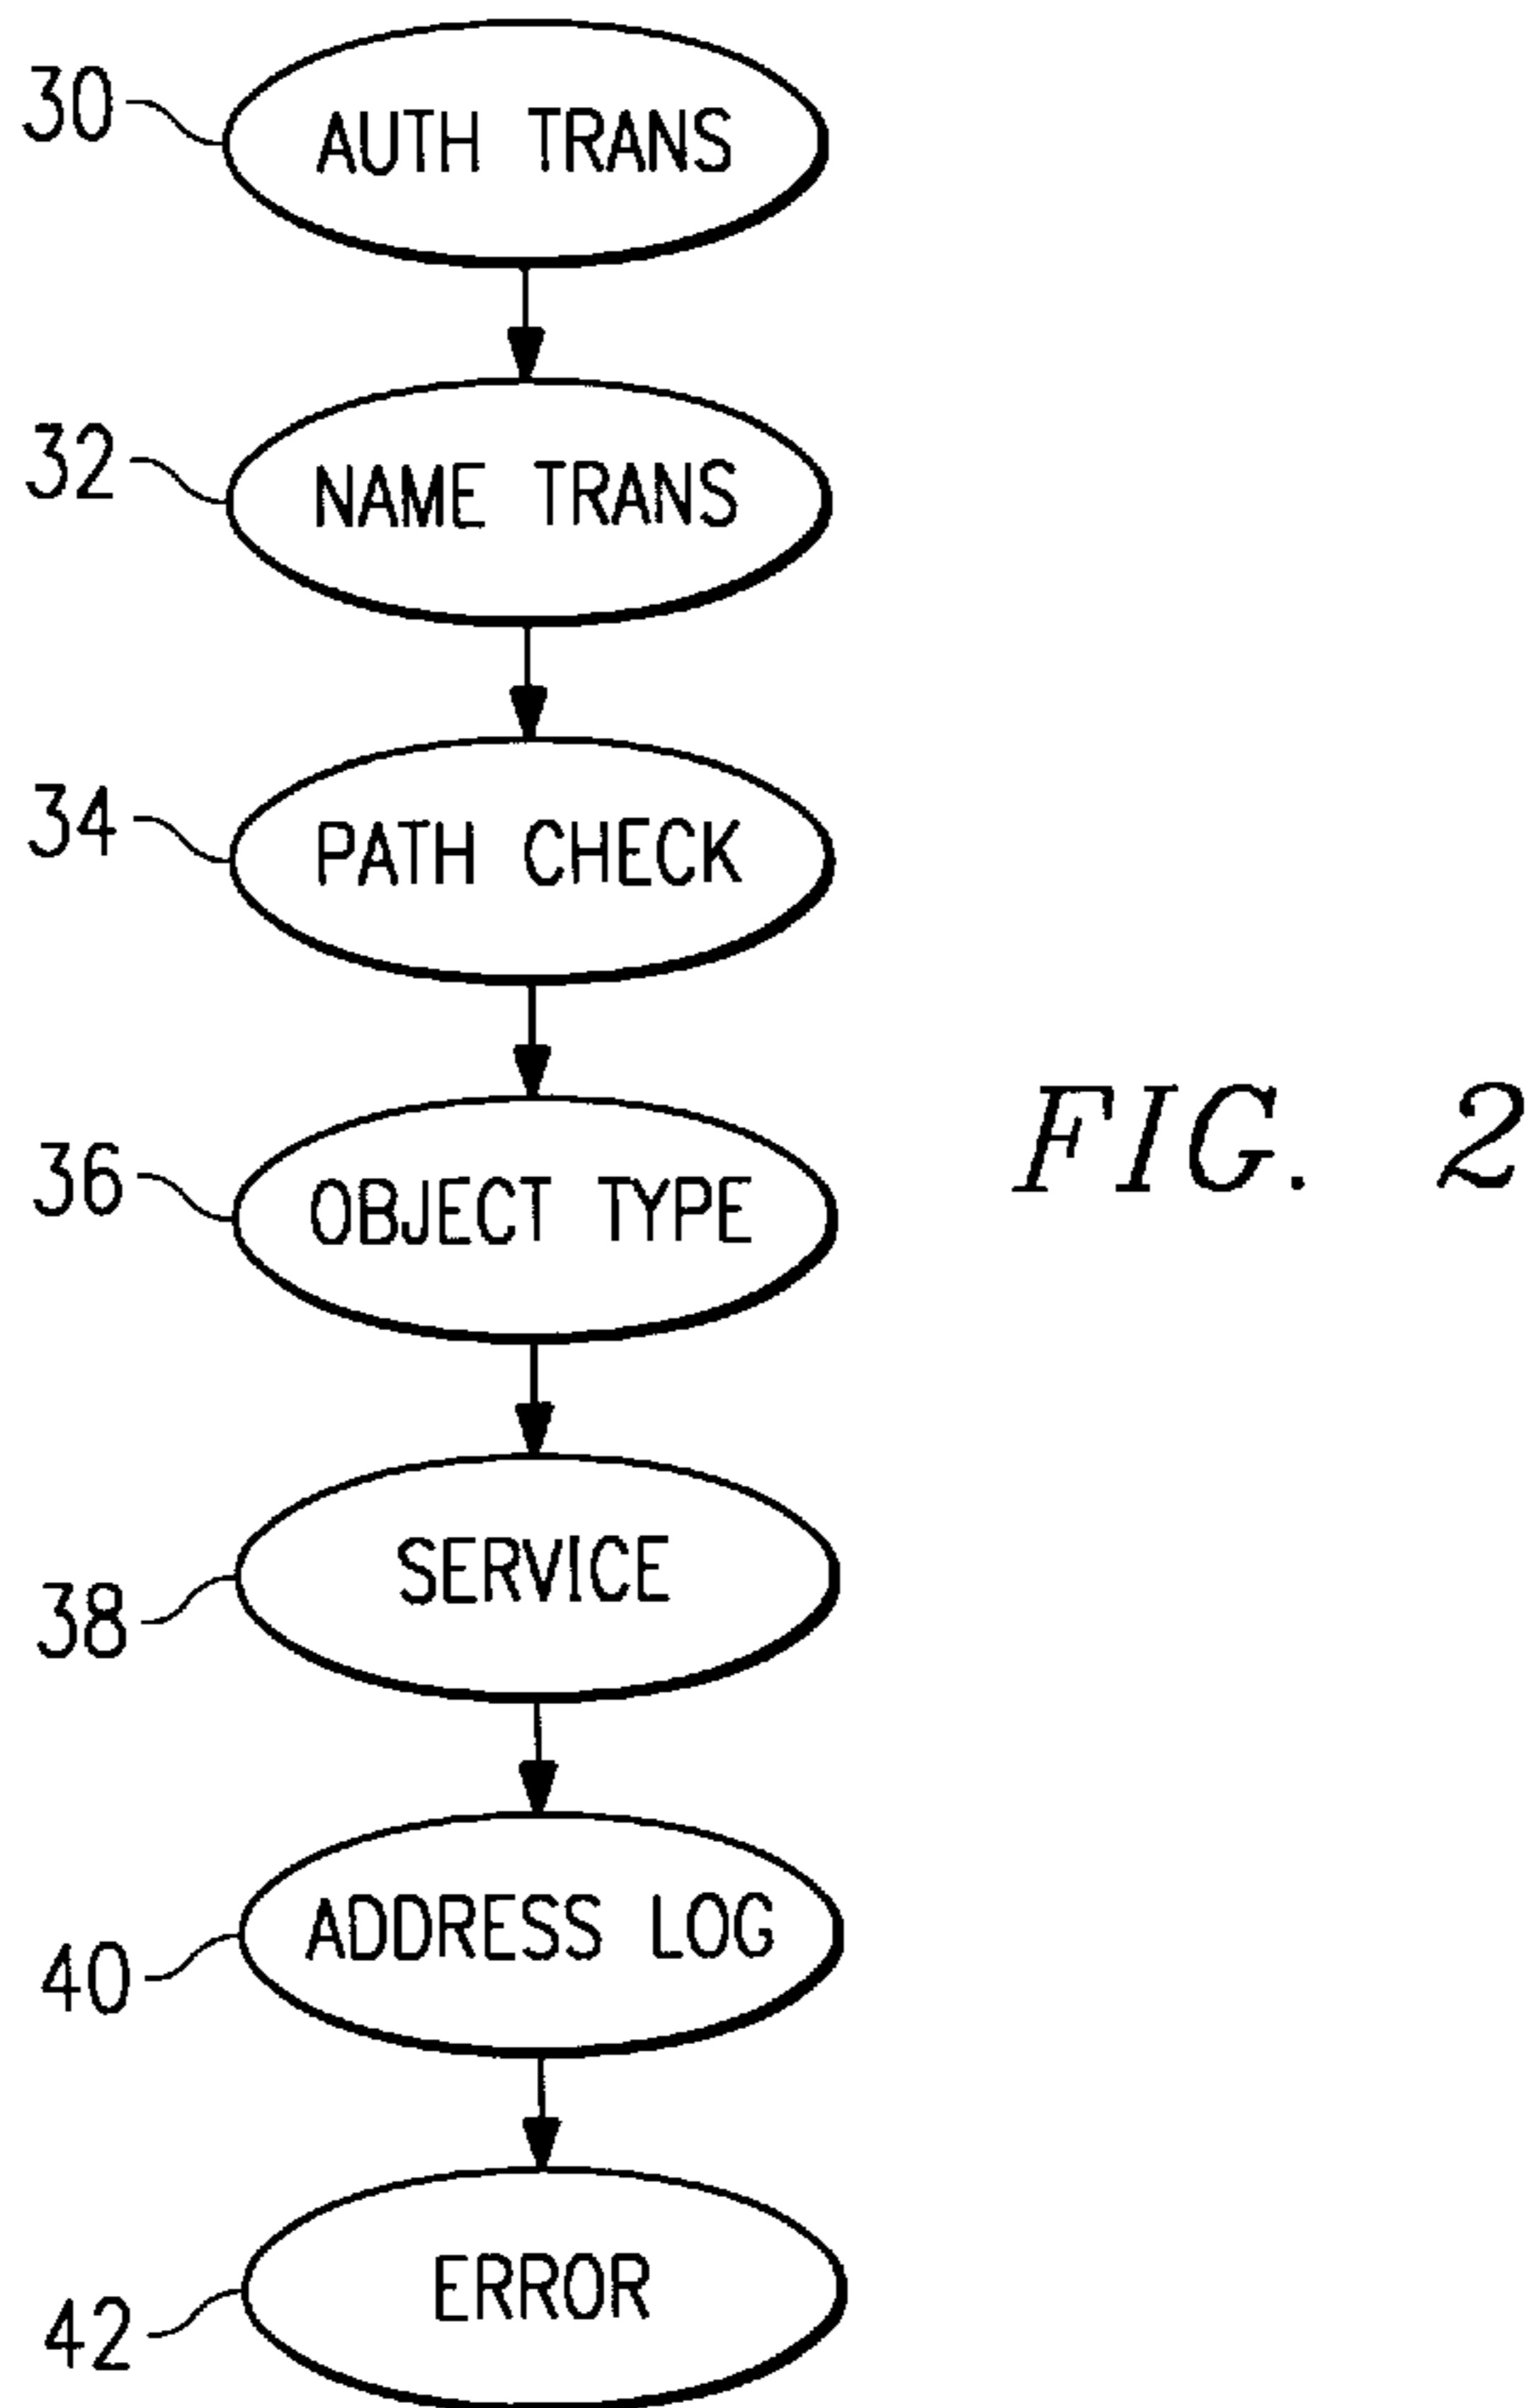 30 AUTH TRANS
32 NAME TRANS
34 PATH CHECK
36 OBJECT TYPE
FIG. 2
38 SERVICE
40 ADDRESS LOG
42 ERROR